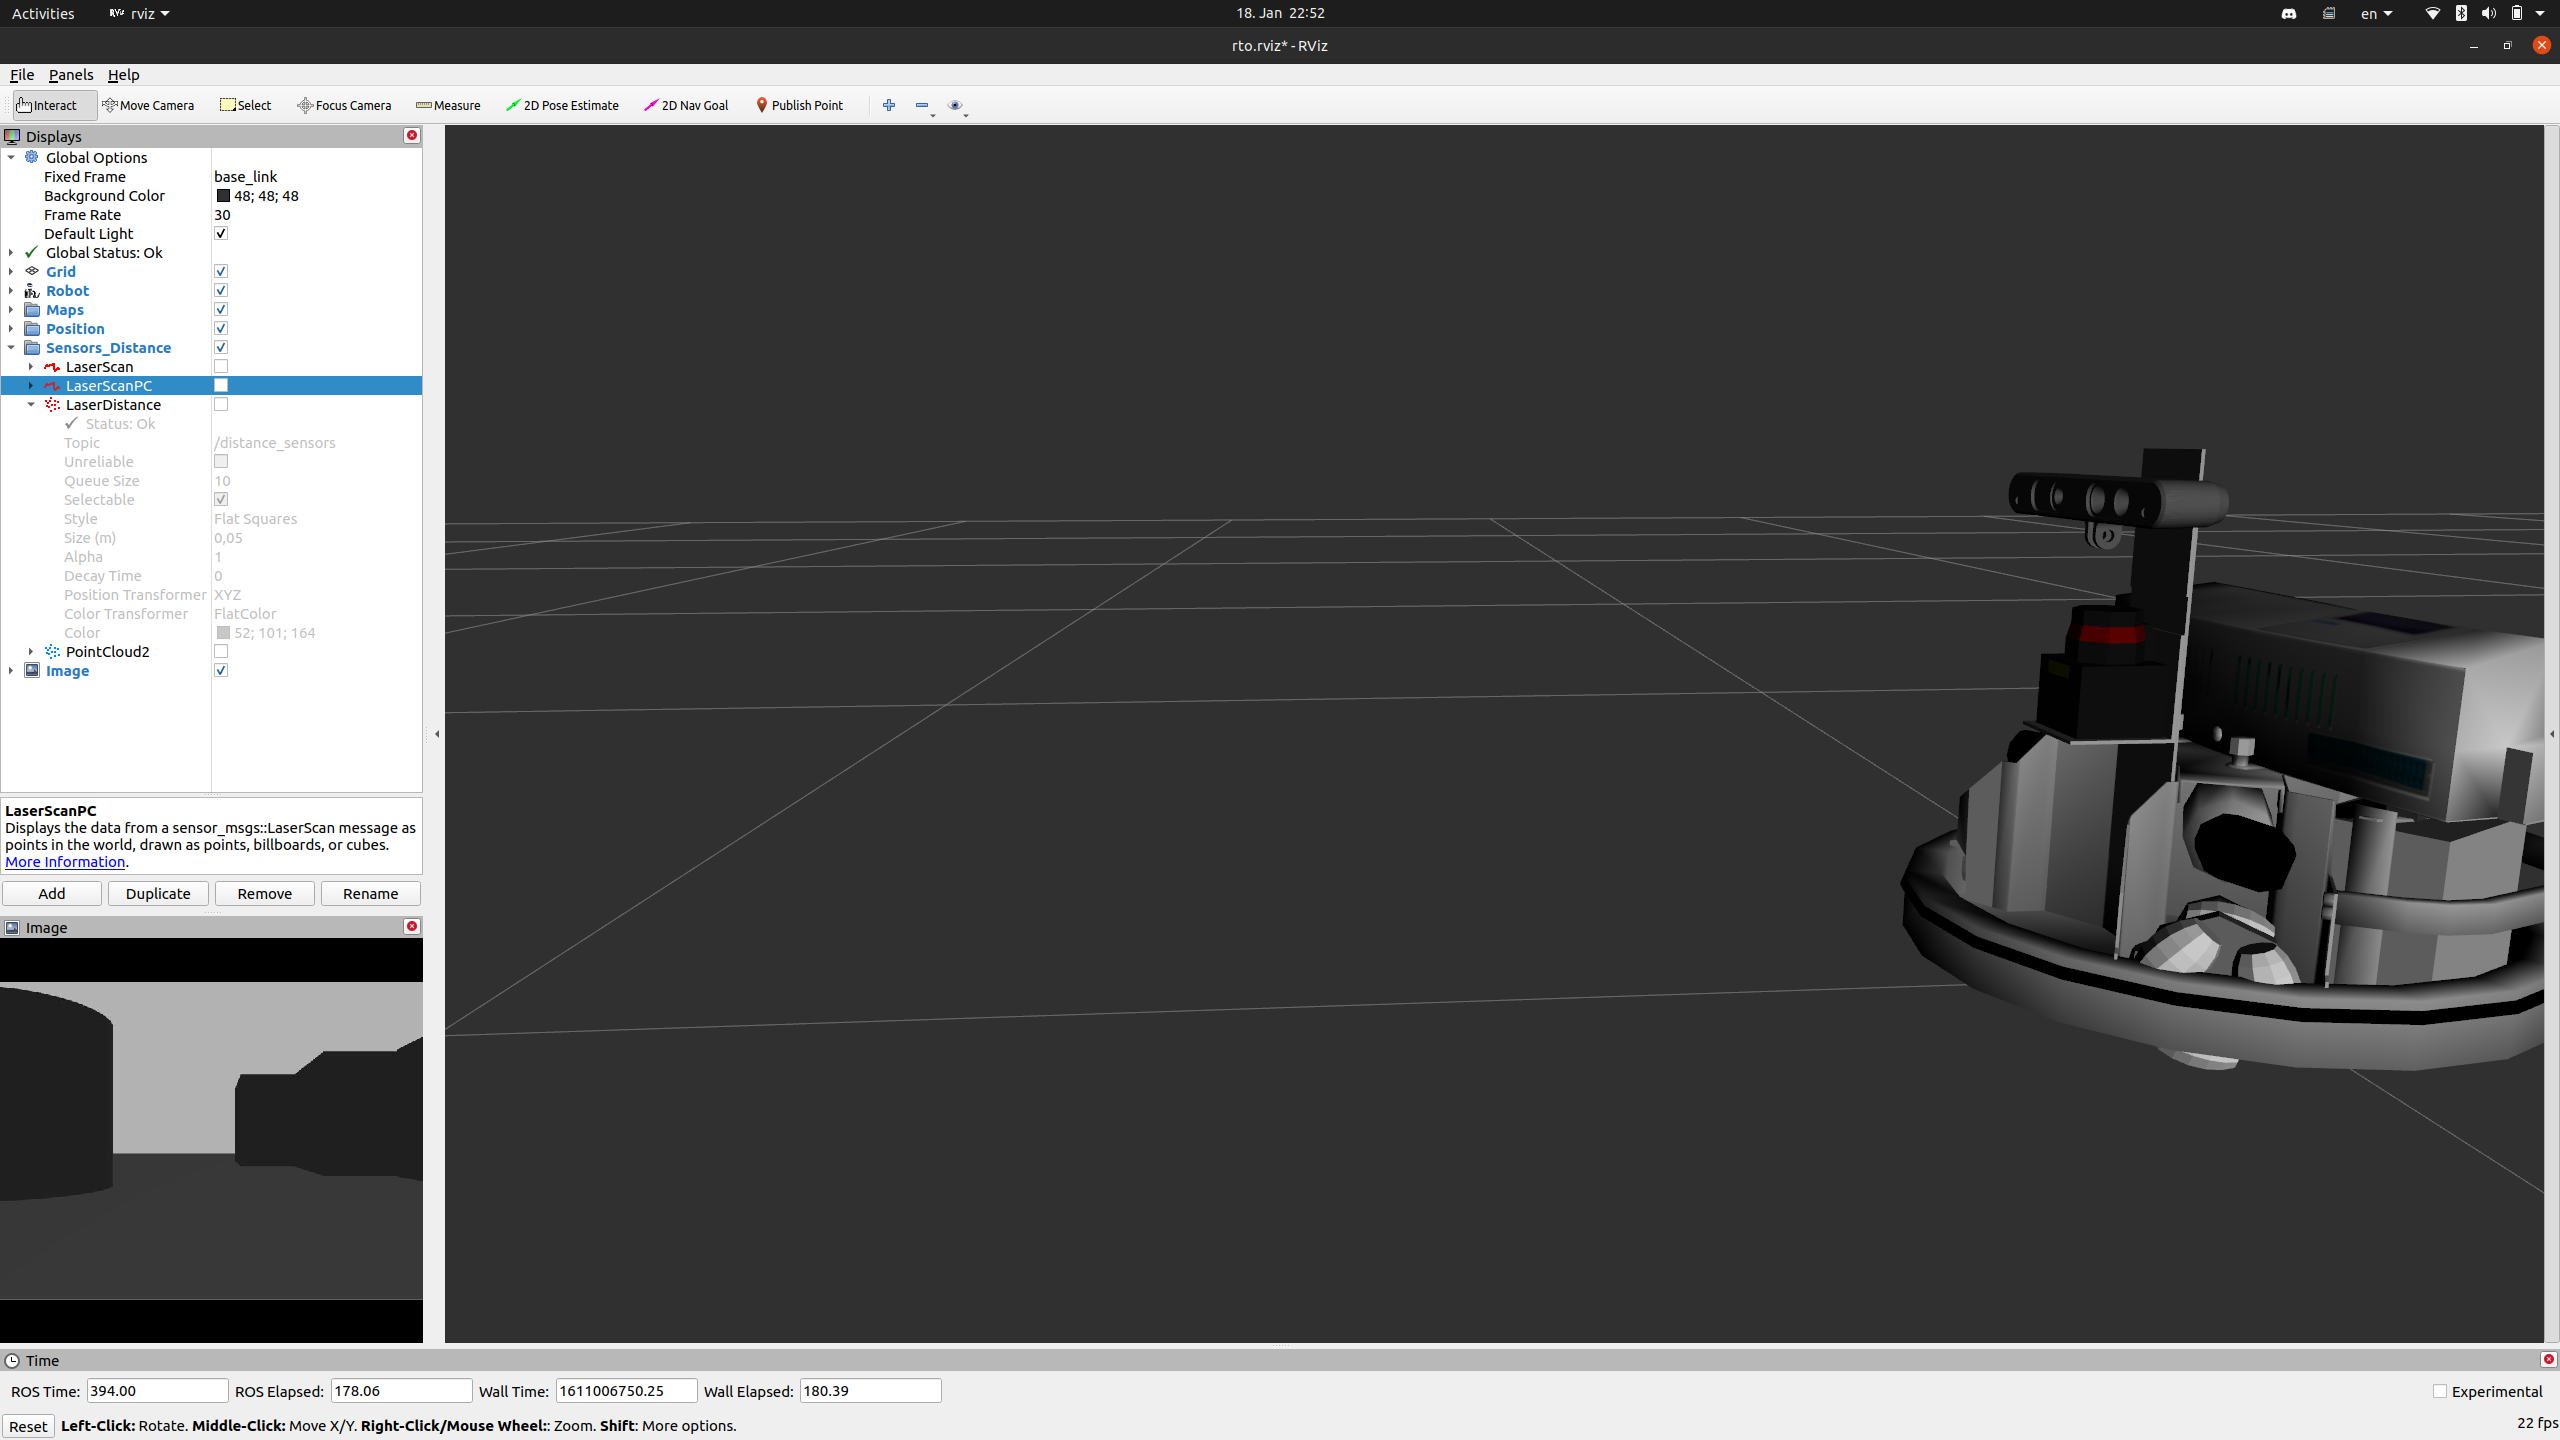 Activities rviz 18. Jan 22:52 en
rto.rviz* - RViz
File Panels Help
Interact Move Camera Select Focus Camera Measure 2D Pose Estimate 2D Nav Goal Publish Point
Displays
Global Options
Fixed Frame base_link
Background Color 48; 48; 48
Frame Rate 30
Default Light
Global Status: Ok
Grid
Robot
Maps
Position
Sensors_Distance
LaserScan
LaserScanPC
LaserDistance
Status: Ok
Topic /distance_sensors
Unreliable
Queue Size 10
Selectable
Style Flat Squares
Size (m) 0,05
Alpha 1
Decay Time 0
Position Transformer XYZ
Color Transformer FlatColor
Color 52; 101; 164
PointCloud2
Image
LaserScanPC
Displays the data from a sensor_msgs::LaserScan message as
points in the world, drawn as points, billboards, or cubes.
More Information.
Add Duplicate Remove Rename
Image
Time
ROS Time: 394.00 ROS Elapsed: 178.06 Wall Time: 1611006750.25 Wall Elapsed: 180.39 Experimental
Reset Left-Click: Rotate. Middle-Click: Move X/Y. Right-Click/Mouse Wheel:: Zoom. Shift: More options. 22 fps